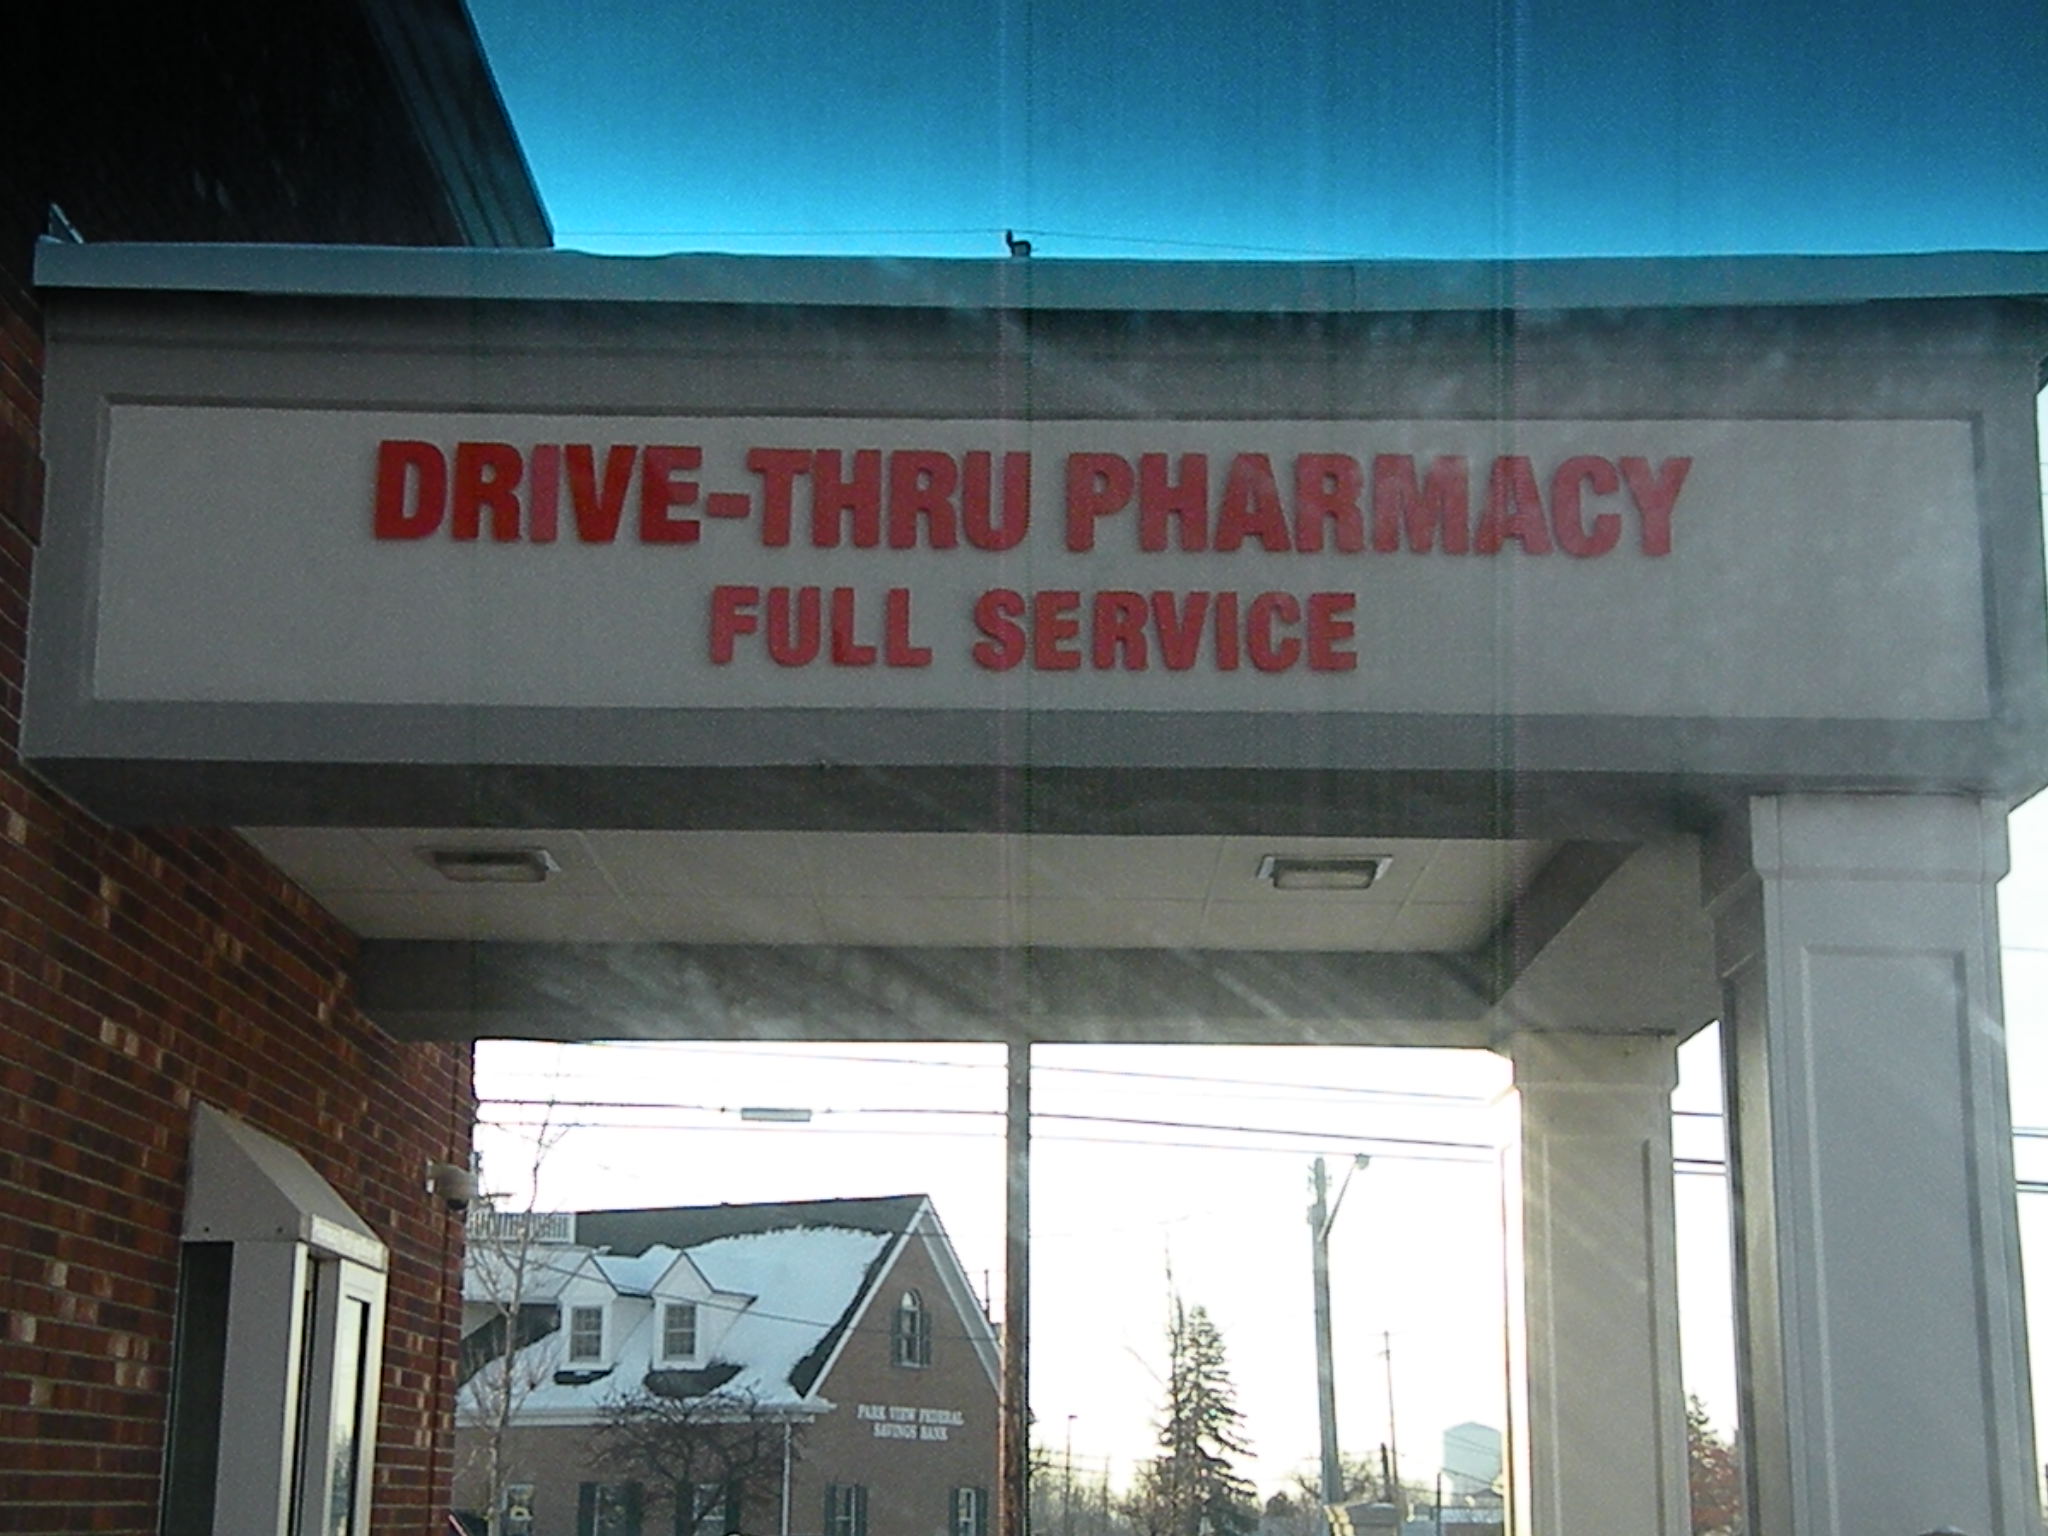 DRIVE-THRU PHARMACY
FULL SERVICE
PARK VIEW FEDERAL
SAVINGS BANK